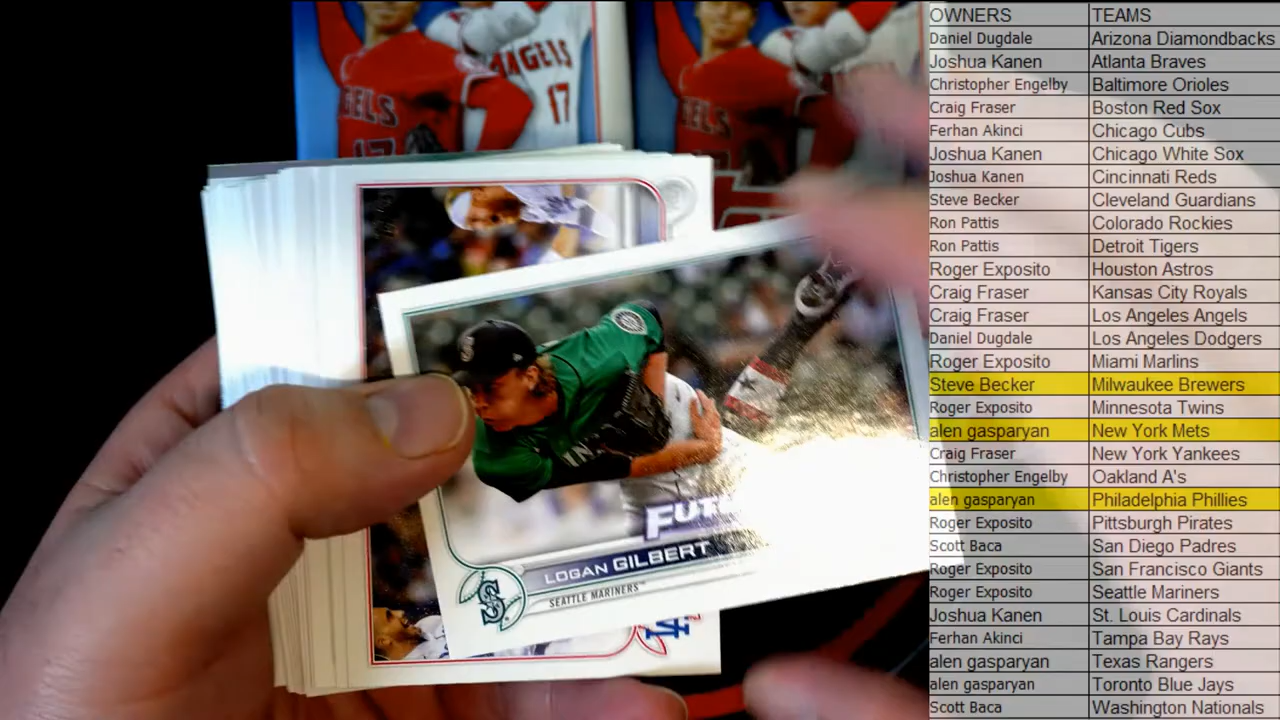 ANGELS
17
GELS
17
GELS
FUT
LOGAN GILBERT
SEATTLE MARINERS™
OWNERS TEAMS
Daniel Dugdale Arizona Diamondbacks
Joshua Kanen Atlanta Braves
Christopher Engelby Baltimore Orioles
Craig Fraser Boston Red Sox
Ferhan Akinci Chicago Cubs
Joshua Kanen Chicago White Sox
Joshua Kanen Cincinnati Reds
Steve Becker Cleveland Guardians
Ron Pattis Colorado Rockies
Ron Pattis Detroit Tigers
Roger Exposito Houston Astros
Craig Fraser Kansas City Royals
Craig Fraser Los Angeles Angels
Daniel Dugdale Los Angeles Dodgers
Roger Exposito Miami Marlins
Steve Becker Milwaukee Brewers
Roger Exposito Minnesota Twins
alen gasparyan New York Mets
Craig Fraser New York Yankees
Christopher Engelby Oakland A's
alen gasparyan Philadelphia Phillies
Roger Exposito Pittsburgh Pirates
Scott Baca San Diego Padres
Roger Exposito San Francisco Giants
Roger Exposito Seattle Mariners
Joshua Kanen St. Louis Cardinals
Ferhan Akinci Tampa Bay Rays
alen gasparyan Texas Rangers
alen gasparyan Toronto Blue Jays
Scott Baca Washington Nationals